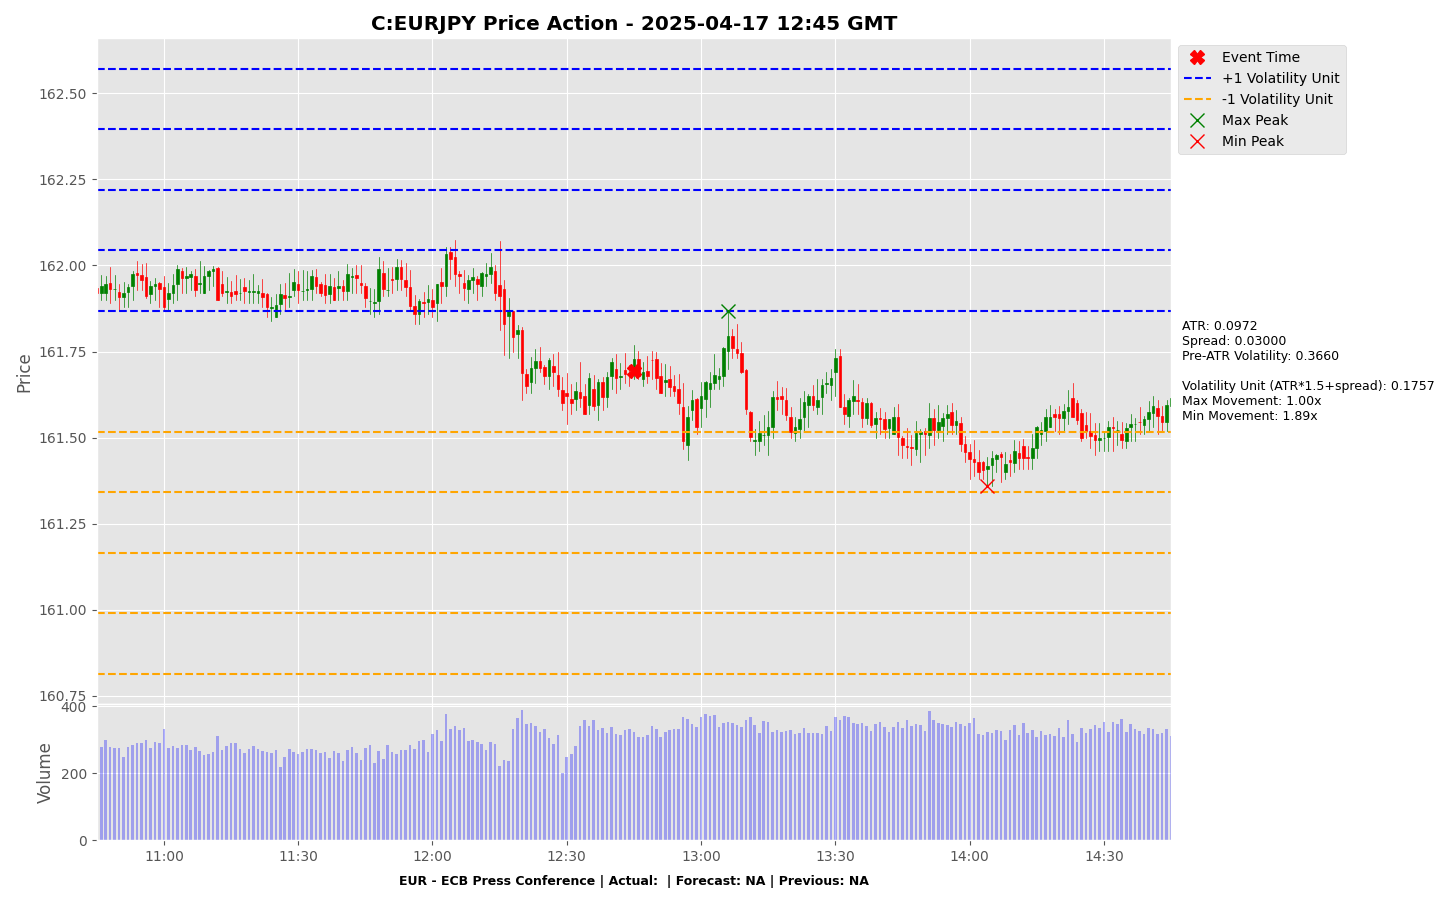 C:EURJPY Price Action - 2025-04-17 12:45 GMT
Event Time
+1 Volatility Unit
-1 Volatility Unit
Max Peak
Min Peak
Price
162.50
162.25
162.00
161.75
161.50
161.25
161.00
160.75
ATR: 0.0972
Spread: 0.03000
Pre-ATR Volatility: 0.3660
Volatility Unit (ATR*1.5+spread): 0.1757
Max Movement: 1.00x
Min Movement: 1.89x
Volume
400
200
0
11:00 11:30 12:00 12:30 13:00 13:30 14:00 14:30
EUR - ECB Press Conference | Actual:  | Forecast: NA | Previous: NA